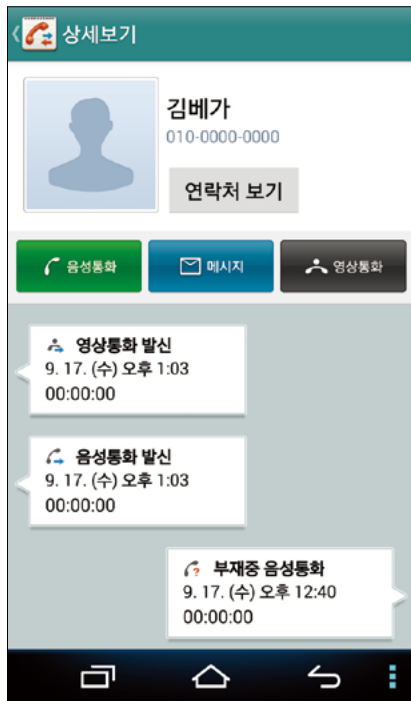 상세보기
김베가
010-0000-0000
연락처 보기
음성통화
메시지
영상통화
영상통화 발신
9. 17. (수) 오후 1:03
00:00:00
음성통화 발신
9. 17. (수) 오후 1:03
00:00:00
부재중 음성통화
9. 17. (수) 오후 12:40
00:00:00